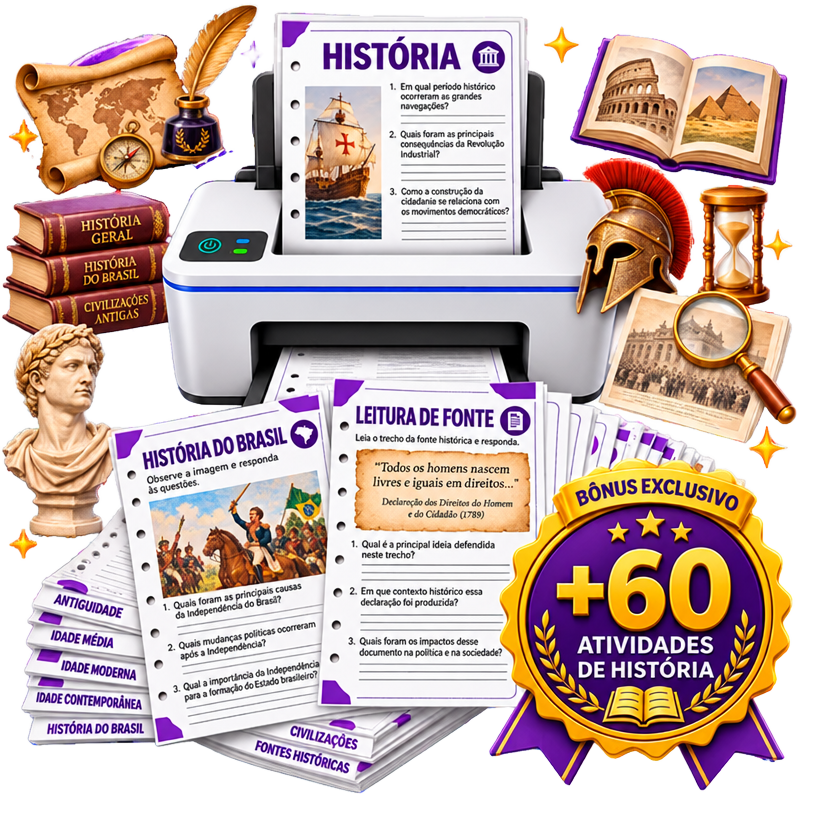 HISTÓRIA
1. Em qual período histórico
ocorreram as grandes
navegações?
2. Quais foram as principais
consequências da Revolução
Industrial?
3. Como a construção da
cidadania se relaciona com
os movimentos democráticos?
HISTÓRIA
GERAL
HISTÓRIA
DO BRASIL
CIVILIZAÇÕES
ANTIGAS
HISTÓRIA DO BRASIL
Observe a imagem e responda
às questões.
1. Quais foram as principais causas
da Independência do Brasil?
2. Quais mudanças políticas ocorreram
após a Independência?
3. Qual a importância da Independência
para a formação do Estado brasileiro?
LEITURA DE FONTE
Leia o trecho da fonte histórica e responda.
"Todos os homens nascem
livres e iguais em direitos..."
Declaração dos Direitos do Homem
e do Cidadão (1789)
1. Qual é a principal ideia defendida
neste trecho?
2. Em que contexto histórico essa
declaração foi produzida?
3. Quais foram os impactos desse
documento na política e na sociedade?
ANTIGUIDADE
IDADE MÉDIA
IDADE MODERNA
IDADE CONTEMPORÂNEA
HISTÓRIA DO BRASIL
CIVILIZAÇÕES
FONTES HISTÓRICAS
BÔNUS EXCLUSIVO
+60
ATIVIDADES
DE HISTÓRIA